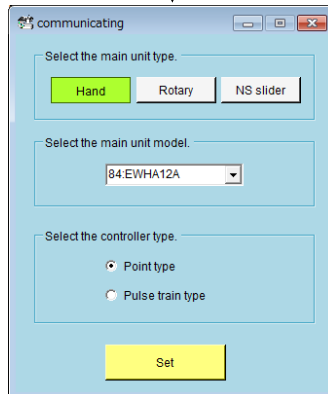 communicating
Select the main unit type.
Hand Rotary NS slider
Select the main unit model.
84:EWHA12A
Select the controller type.
Point type
Pulse train type
Set